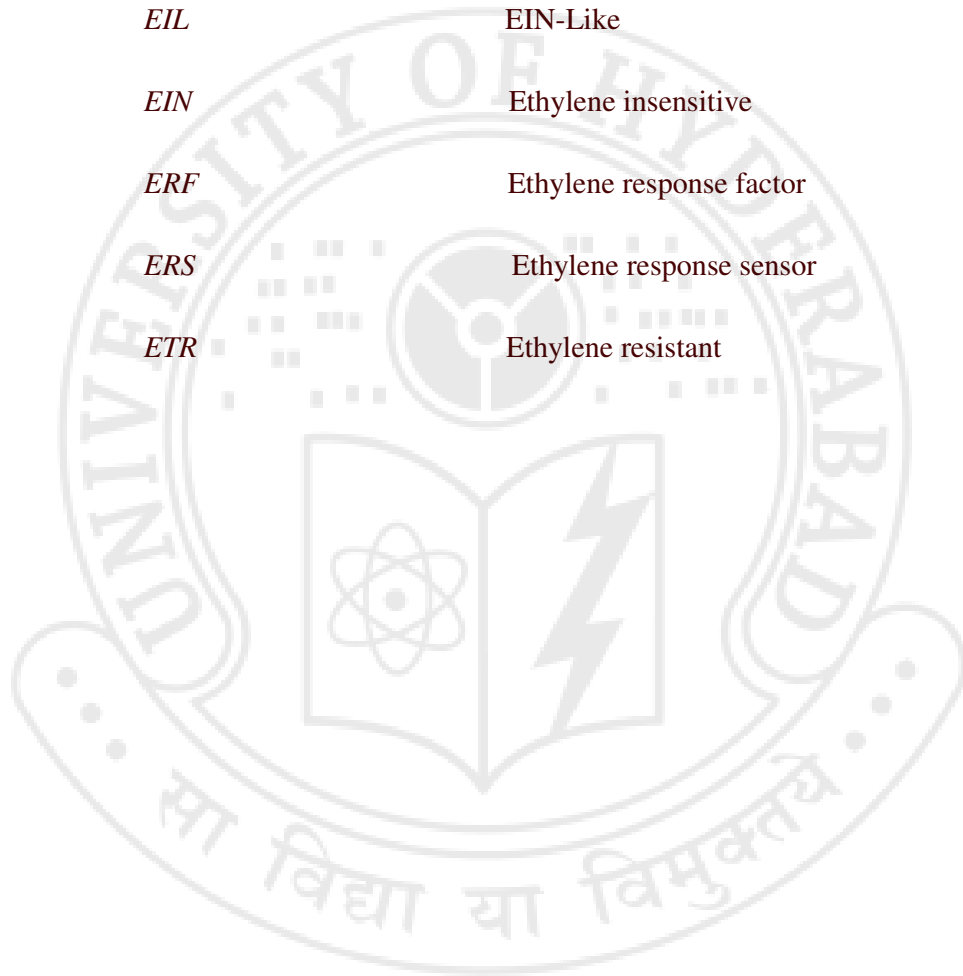 EIL EIN-Like
EIN Ethylene insensitive
ERF Ethylene response factor
ERS Ethylene response sensor
ETR Ethylene resistant
UNIVERSITY OF HYDERABAD
सा विद्या या विमुक्तये